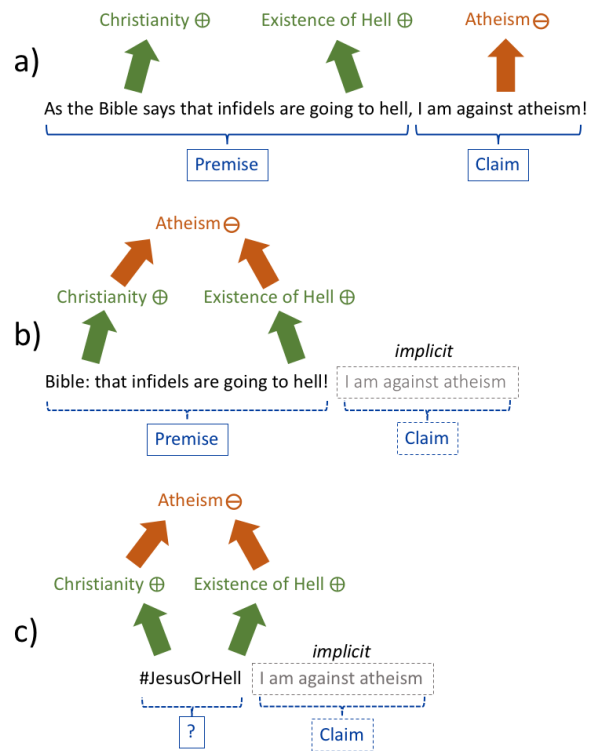 Christianity ⊕ Existence of Hell ⊕ Atheism ⊖
a)
As the Bible says that infidels are going to hell, I am against atheism!
Premise Claim
Atheism ⊖
Christianity ⊕ Existence of Hell ⊕
b)
implicit
Bible: that infidels are going to hell! I am against atheism
Premise Claim
Atheism ⊖
Christianity ⊕ Existence of Hell ⊕
c)
implicit
#JesusOrHell I am against atheism
? Claim